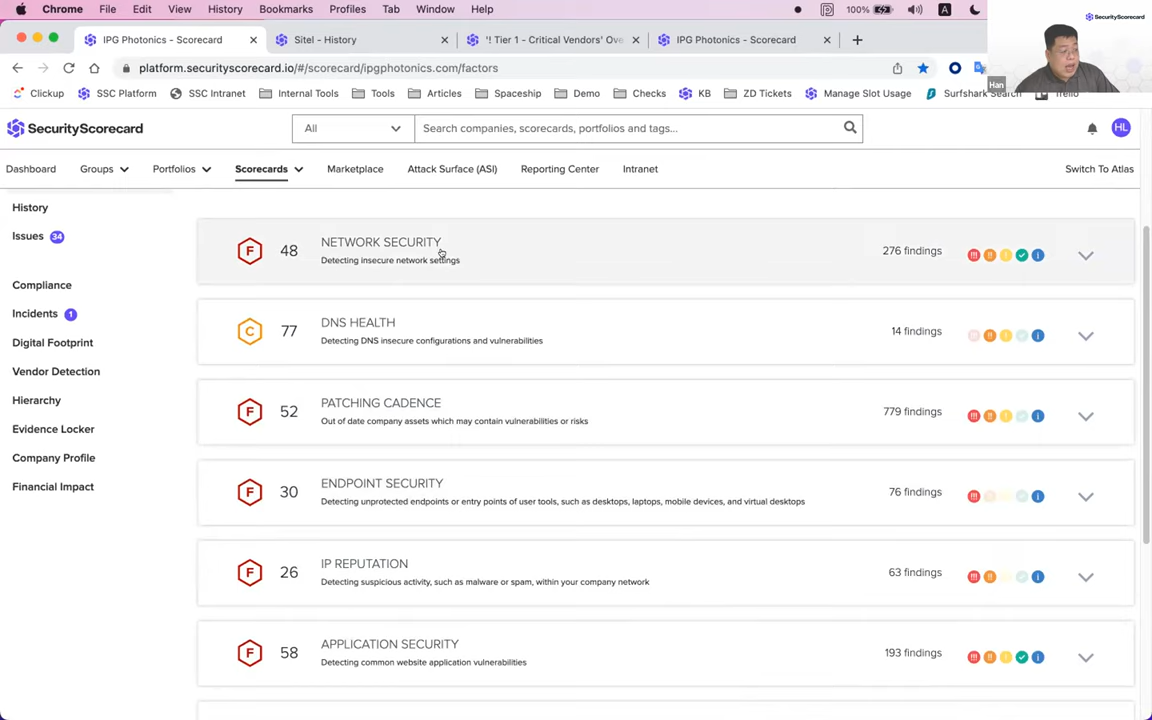 Chrome File Edit View History Bookmarks Profiles Tab Window Help 100% A
SecurityScorecard
IPG Photonics - Scorecard Sitel - History '! Tier 1 - Critical Vendors' Ove IPG Photonics - Scorecard
platform.securityscorecard.io/#/scorecard/ipgphotonics.com/factors
Han
Clickup SSC Platform SSC Intranet Internal Tools Tools Articles Spaceship Demo Checks KB ZD Tickets Manage Slot Usage Surfshark Search Trello
SecurityScorecard All Search companies, scorecards, portfolios and tags... HL
Dashboard Groups Portfolios Scorecards Marketplace Attack Surface (ASI) Reporting Center Intranet Switch To Atlas
History
Issues 34
Compliance
Incidents 1
Digital Footprint
Vendor Detection
Hierarchy
Evidence Locker
Company Profile
Financial Impact
F 48 NETWORK SECURITY 276 findings !!! !! ! i
Detecting insecure network settings
C 77 DNS HEALTH 14 findings !!! !! ! i
Detecting DNS insecure configurations and vulnerabilities
F 52 PATCHING CADENCE 779 findings !!! !! ! i
Out of date company assets which may contain vulnerabilities or risks
F 30 ENDPOINT SECURITY 76 findings !!! !! ! i
Detecting unprotected endpoints or entry points of user tools, such as desktops, laptops, mobile devices, and virtual desktops
F 26 IP REPUTATION 63 findings !!! !! ! i
Detecting suspicious activity, such as malware or spam, within your company network
F 58 APPLICATION SECURITY 193 findings !!! !! ! i
Detecting common website application vulnerabilities